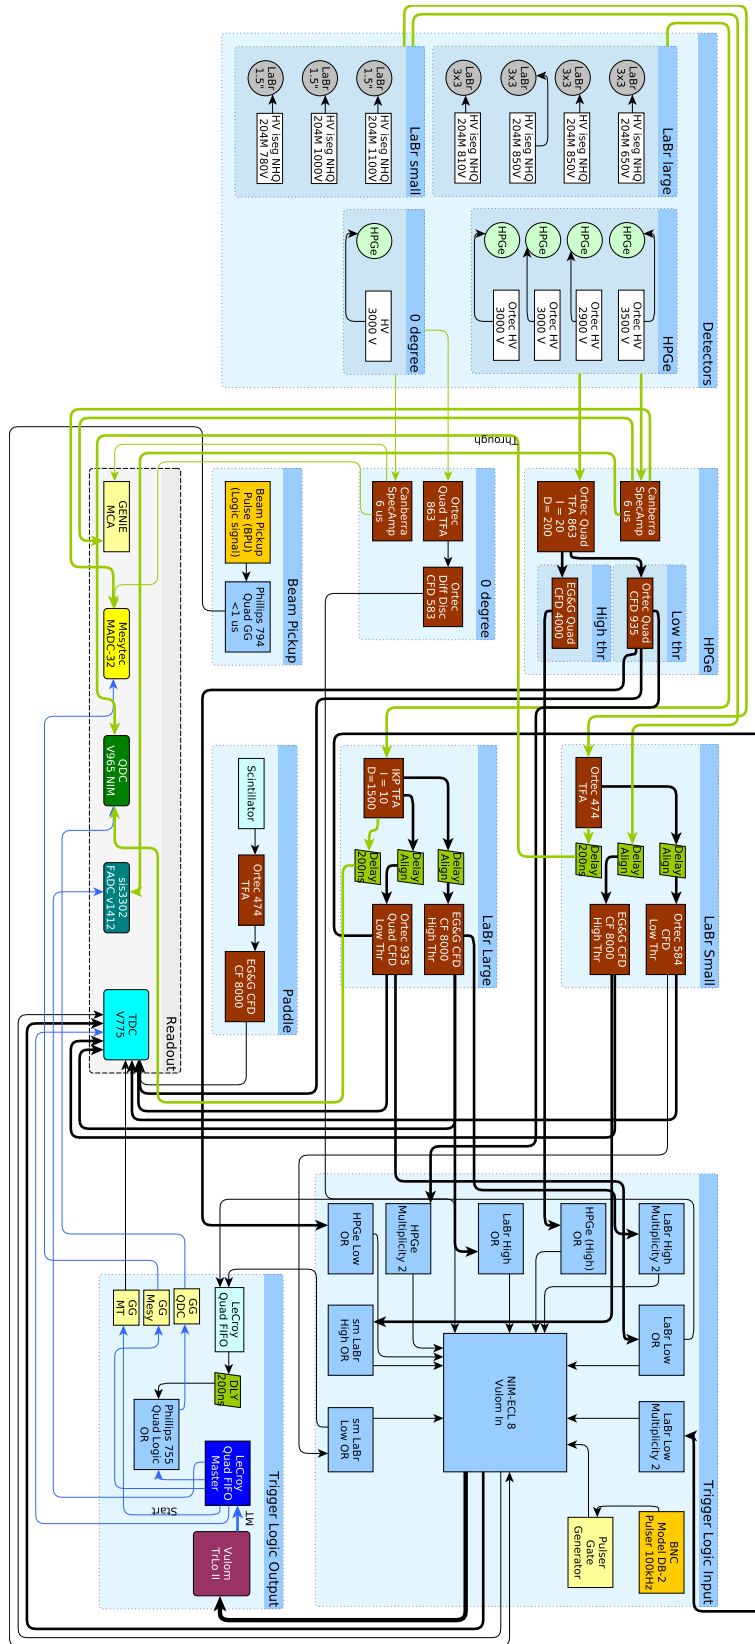 Detectors
LaBr large
LaBr
3x3
HV iseg NHQ
204M 650V
LaBr
3x3
HV iseg NHQ
204M 850V
LaBr
3x3
HV iseg NHQ
204M 850V
LaBr
3x3
HV iseg NHQ
204M 810V
LaBr small
LaBr
1.5"
HV iseg NHQ
204M 1100V
LaBr
1.5"
HV iseg NHQ
204M 1000V
LaBr
1.5"
HV iseg NHQ
204M 780V
HPGe
HPGe
Ortec HV
3500 V
HPGe
Ortec HV
2900 V
HPGe
Ortec HV
3000 V
HPGe
Ortec HV
3000 V
0 degree
HPGe
HV
3000 V
Through
HPGe
Canberra
SpecAmp
6 us
Ortec Quad
TFA 863
I = 20
D= 200
Low thr
Ortec Quad
CFD 935
High thr
EG&G Quad
CFD 4000
0 degree
Ortec
Quad TFA
863
Ortec
Diff Disc
CFD 583
Canberra
SpecAmp
6 us
Beam Pickup
Beam Pickup
Pulse (BPU)
(Logic signal)
Phillips 794
Quad GG
<1 us
LaBr Small
Ortec 474
TFA
Delay
Align
Delay
Align
Delay
200ns
Ortec 584
CFD
Low Thr
EG&G CFD
CF 8000
High Thr
LaBr Large
IKP TFA
I = 10
D=1500
Delay
Align
Delay
Align
Delay
200ns
EG&G CFD
CF 8000
High Thr
Ortec 935
Quad CFD
Low Thr
Paddle
Scintillator
Ortec 474
TFA
EG&G CFD
CF 8000
Readout
GENIE
MCA
Mesytec
MADC-32
QDC
V965 NIM
sis3302
FADC v1412
TDC
V775
Trigger Logic Input
LaBr High
Multiplicity 2
HPGe (High)
OR
LaBr High
OR
HPGe
Multiplicity 2
HPGe Low
OR
LaBr Low
OR
sm LaBr
High OR
NIM-ECL 8
Vulom In
LaBr Low
Multiplicity 2
sm LaBr
Low OR
BNC
Model DB-2
Pulser 100kHz
Pulser
Gate
Generator
Trigger Logic Output
GG
QDC
GG
Mesy
GG
MT
LeCroy
Quad FIFO
DLY
200ns
Phillips 755
Quad Logic
OR
LeCroy
Quad FIFO
Master
Start
MT
Vulom
TrLo II